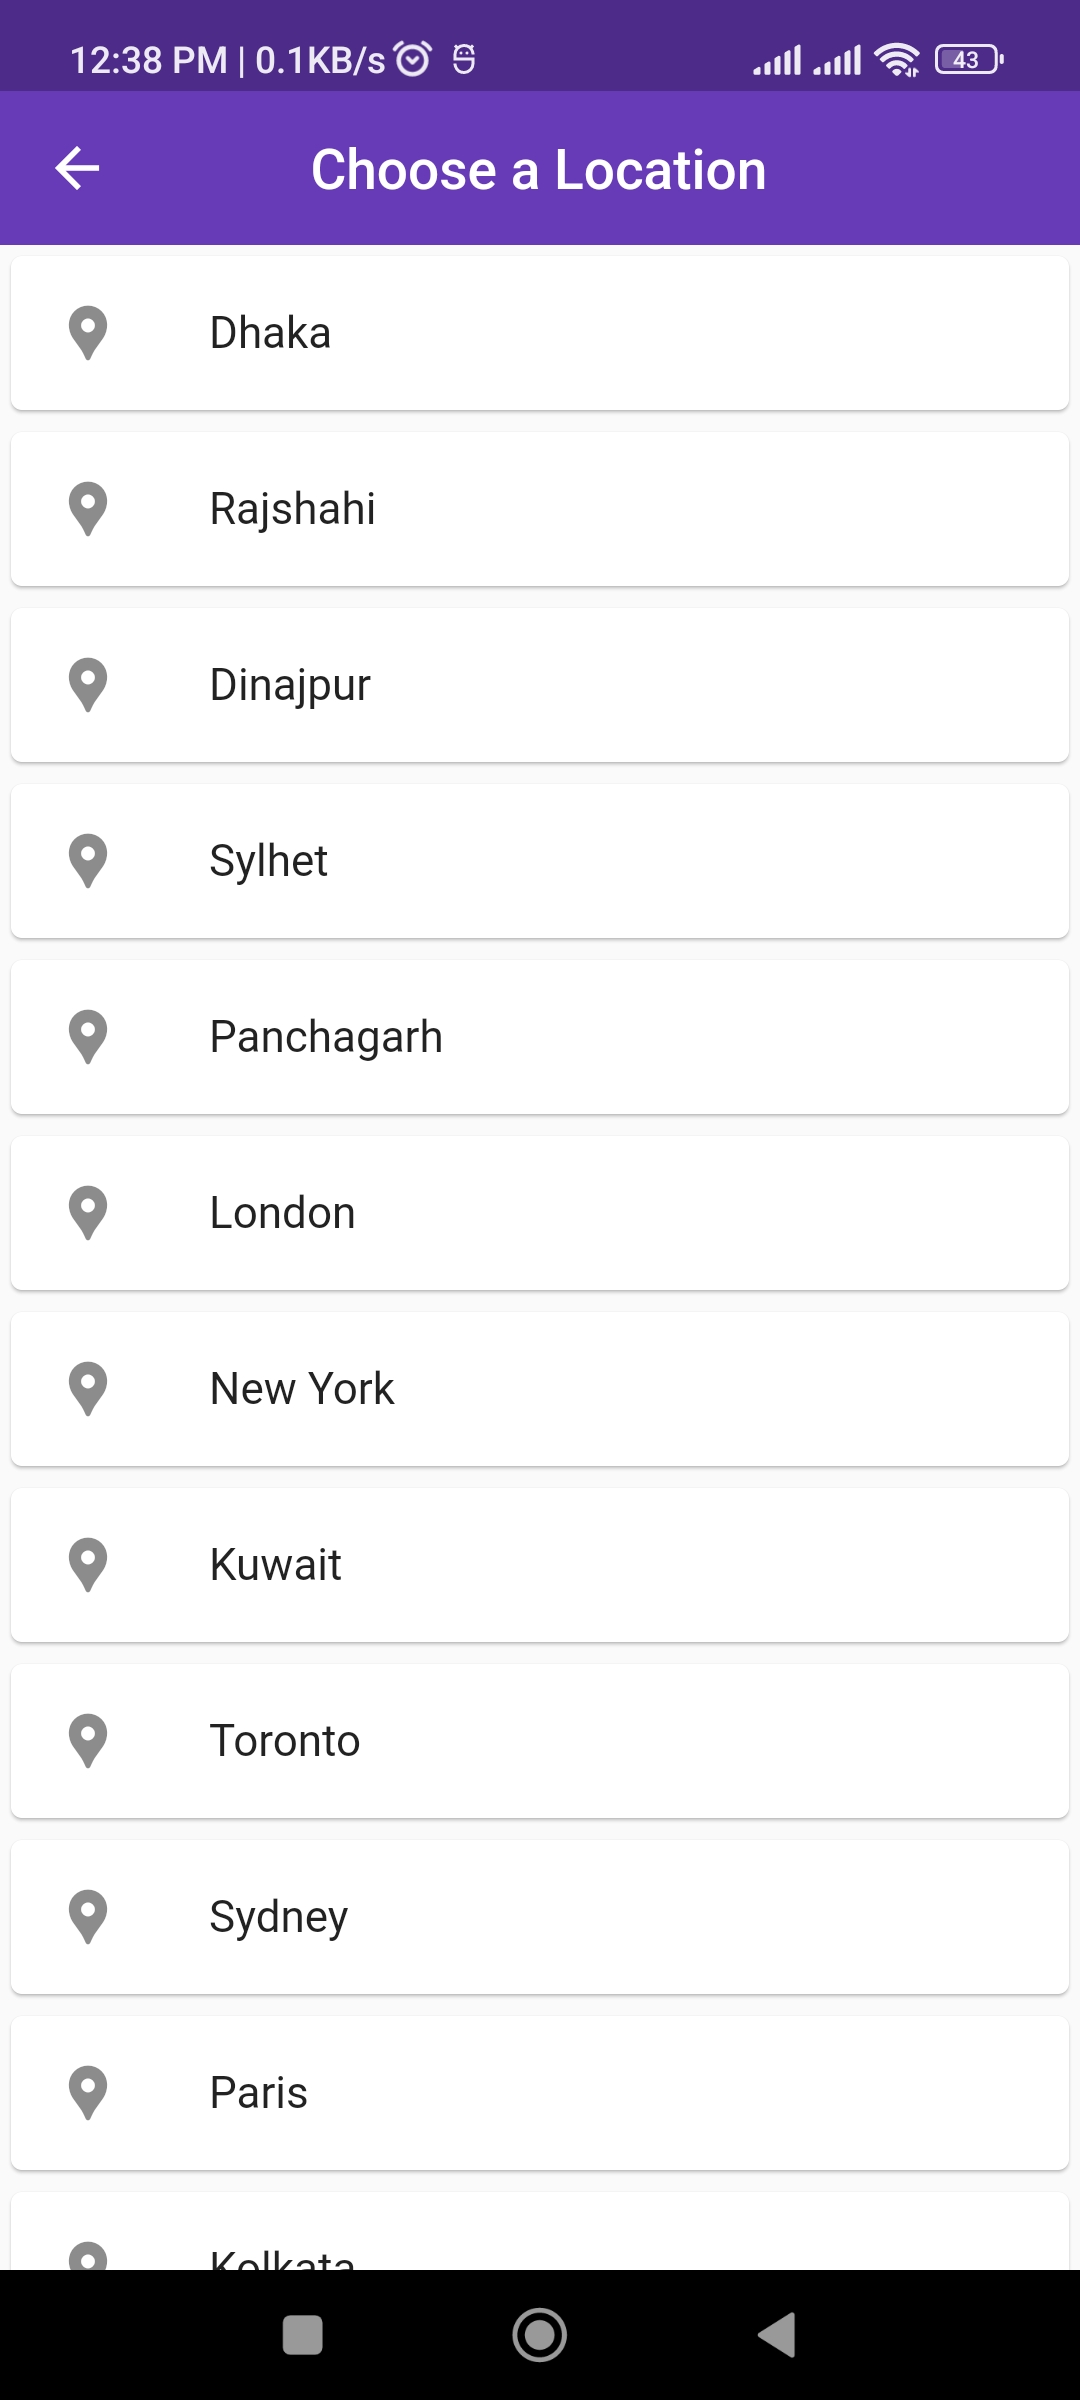 12:38 PM | 0.1KB/s
43
Choose a Location
Dhaka
Rajshahi
Dinajpur
Sylhet
Panchagarh
London
New York
Kuwait
Toronto
Sydney
Paris
Kolkata